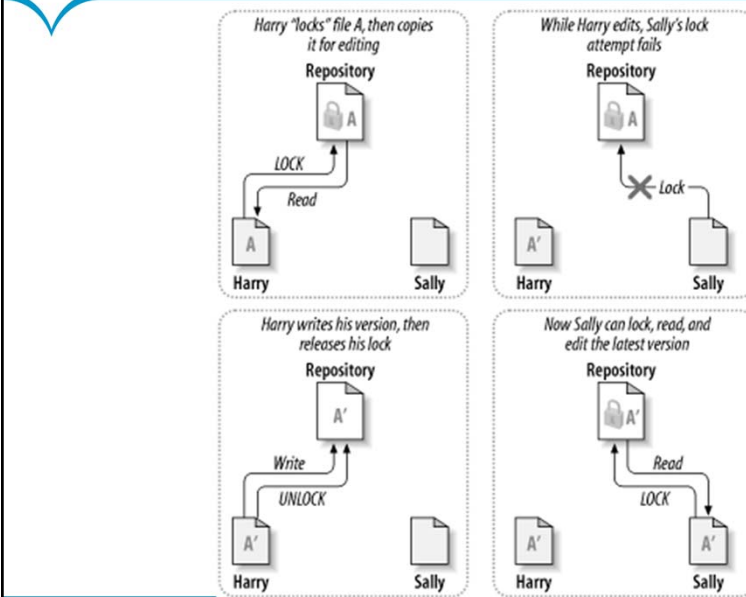 Harry “locks” file A, then copies
it for editing
Repository
A
LOCK
Read
A
Harry
Sally
While Harry edits, Sally’s lock
attempt fails
Repository
A
Lock
A’
Harry
Sally
Harry writes his version, then
releases his lock
Repository
A’
Write
UNLOCK
A’
Harry
Sally
Now Sally can lock, read, and
edit the latest version
Repository
A’
Read
LOCK
A’
A’
Harry
Sally